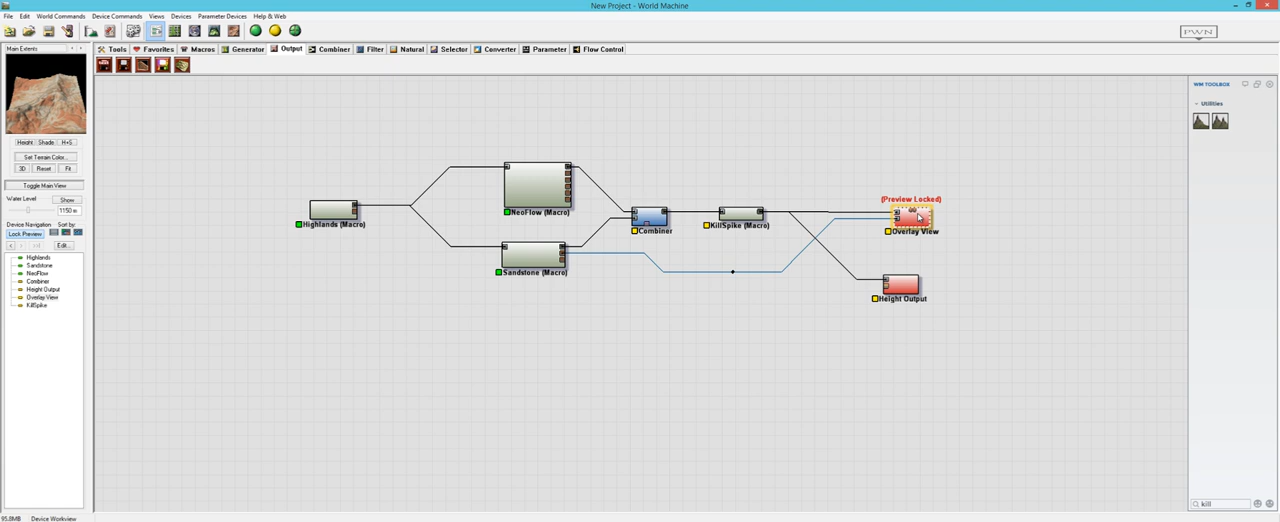 New Project - World Machine
File Edit World Commands Device Commands Views Devices Parameter Devices Help & Web
PWN
Main Extents
Tools Favorites Macros Generator Output Combiner Filter Natural Selector Converter Parameter Flow Control
WM TOOLBOX
Utilities
Height Shade H+S
Set Terrain Color...
3D Reset Fit
Toggle Main View
Water Level Show
1150 m
Device Navigation: Sort by:
Lock Preview
Edit...
Highlands
Sandstone
NeoFlow
Combiner
Height Output
Overlay View
KillSpike
(Preview Locked)
NeoFlow (Macro)
Highlands (Macro)
Combiner
KillSpike (Macro)
Overlay View
Sandstone (Macro)
Height Output
kill
95.8MB Device Workview